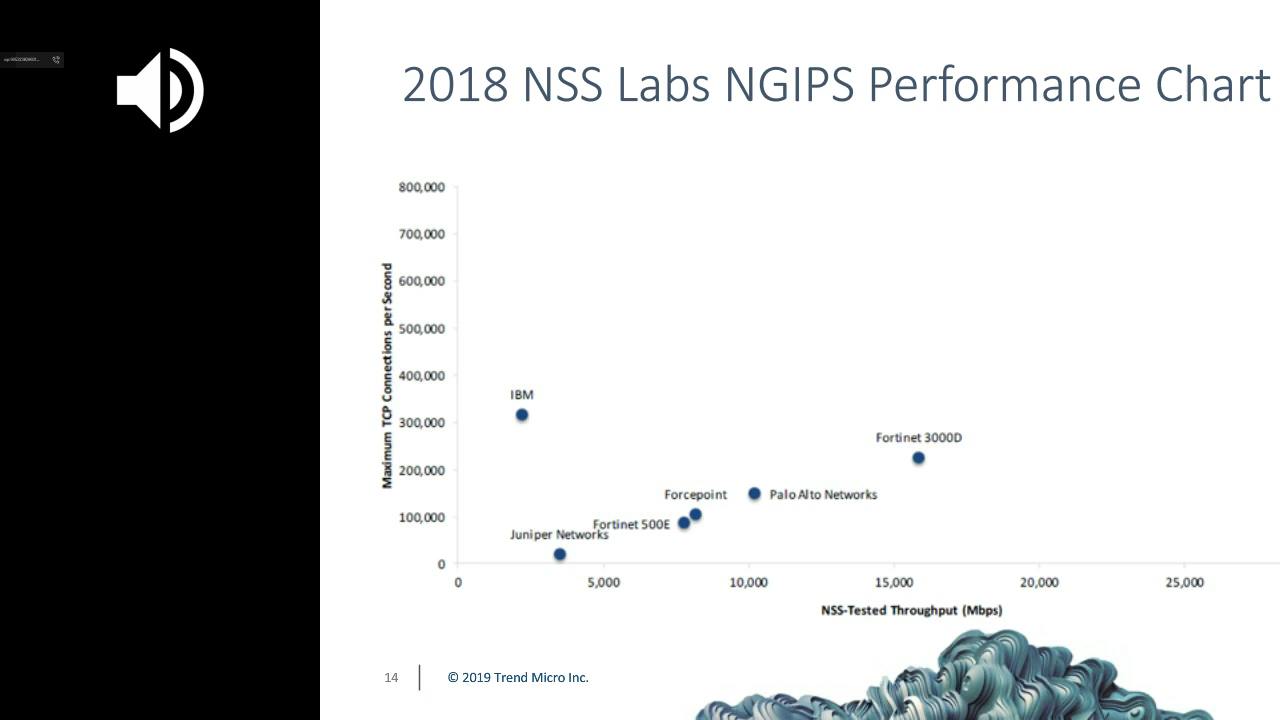 2018 NSS Labs NGIPS Performance Chart
800,000
700,000
600,000
500,000
400,000
300,000
200,000
100,000
0
Maximum TCP Connections per Second
IBM
Fortinet 3000D
Forcepoint
Palo Alto Networks
Fortinet 500E
Juniper Networks
0 5,000 10,000 15,000 20,000 25,000
NSS-Tested Throughput (Mbps)
14 © 2019 Trend Micro Inc.